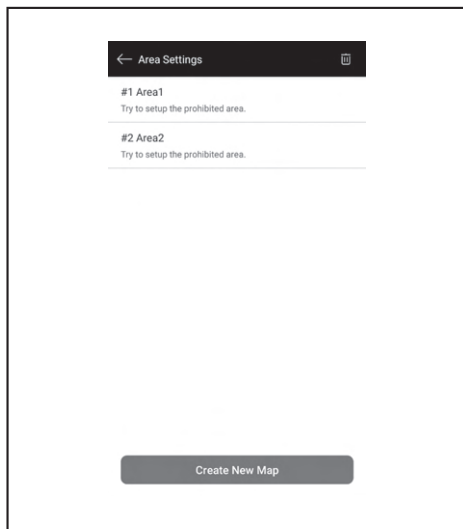 Area Settings
#1 Area1
Try to setup the prohibited area.
#2 Area2
Try to setup the prohibited area.
Create New Map